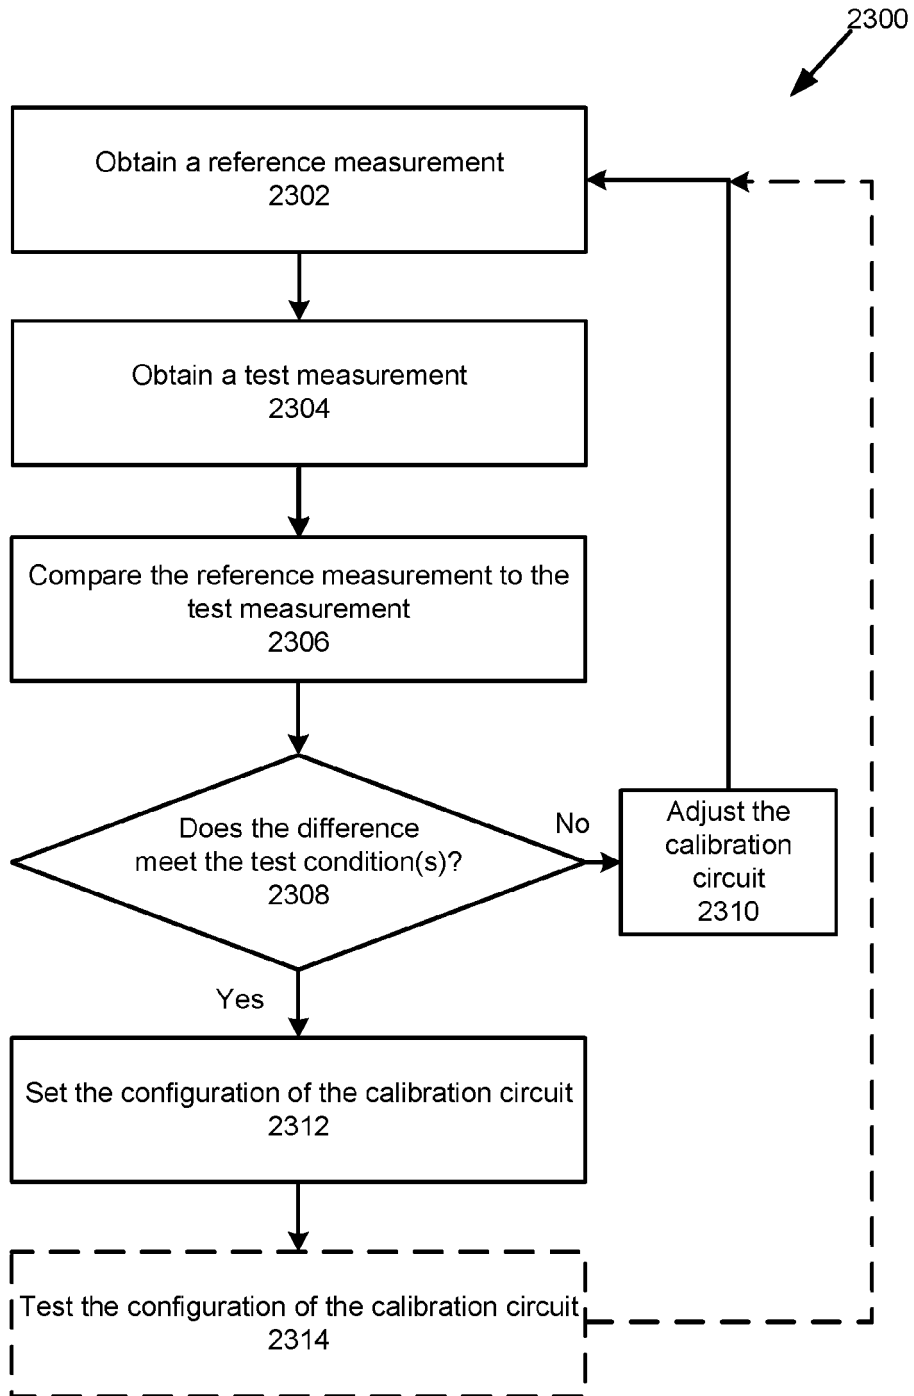 2300
Obtain a reference measurement
2302
Obtain a test measurement
2304
Compare the reference measurement to the
test measurement
2306
Does the difference
meet the test condition(s)?
2308
No
Adjust the
calibration
circuit
2310
Yes
Set the configuration of the calibration circuit
2312
Test the configuration of the calibration circuit
2314